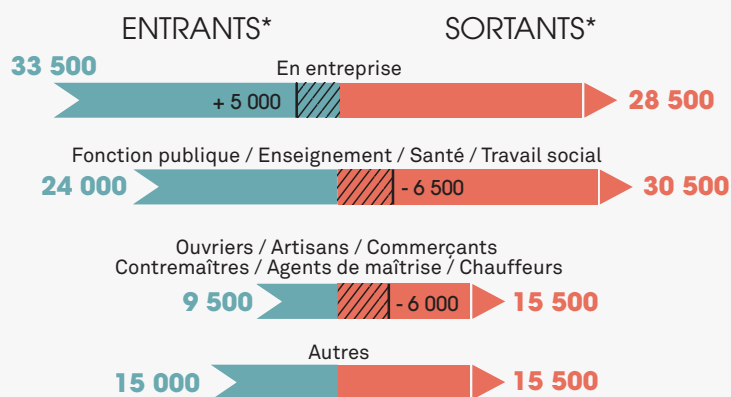 ENTRANTS* SORTANTS*
33 500
En entreprise
+ 5 000
28 500
Fonction publique / Enseignement / Santé / Travail social
24 000
- 6 500
30 500
Ouvriers / Artisans / Commerçants
Contremaîtres / Agents de maîtrise / Chauffeurs
9 500
- 6 000
15 500
Autres
15 000
15 500